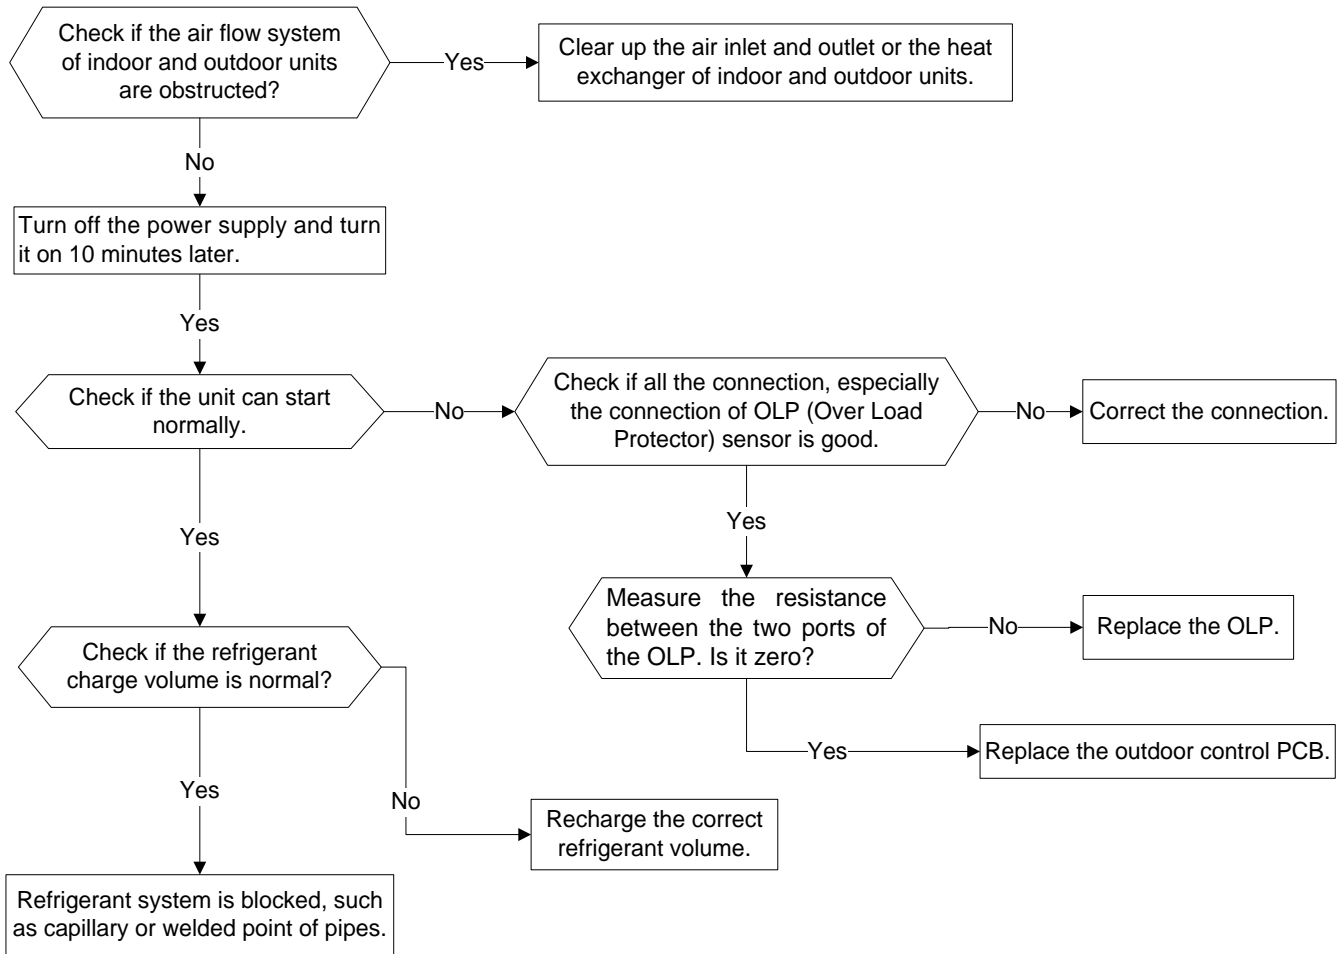 Check if the air flow system
of indoor and outdoor units
are obstructed?
Yes
Clear up the air inlet and outlet or the heat
exchanger of indoor and outdoor units.
No
Turn off the power supply and turn
it on 10 minutes later.
Yes
Check if the unit can start
normally.
No
Check if all the connection, especially
the connection of OLP (Over Load
Protector) sensor is good.
No
Correct the connection.
Yes
Yes
Measure the resistance
between the two ports of
the OLP. Is it zero?
No
Replace the OLP.
Check if the refrigerant
charge volume is normal?
Yes
Replace the outdoor control PCB.
Yes
No
Recharge the correct
refrigerant volume.
Refrigerant system is blocked, such
as capillary or welded point of pipes.